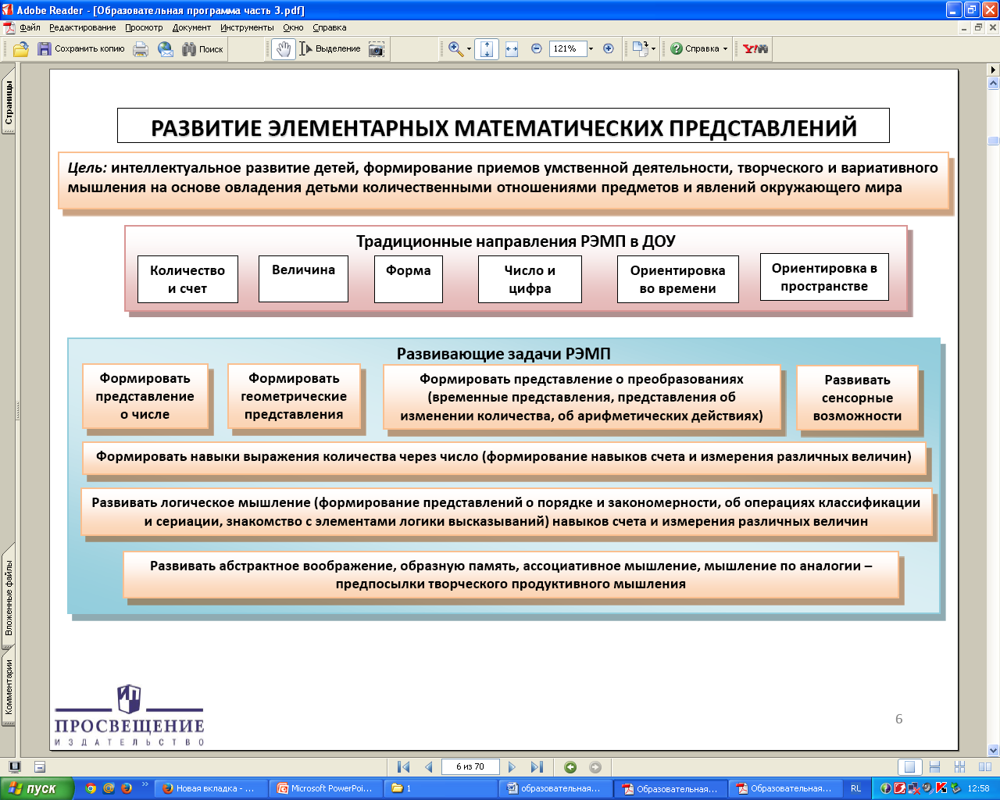 Adobe Reader - [Образовательная программа часть 3.pdf]
Файл Редактирование Просмотр Документ Инструменты Окно Справка
Сохранить копию Поиск Выделение 121% Справка Y!
Страницы
РАЗВИТИЕ ЭЛЕМЕНТАРНЫХ МАТЕМАТИЧЕСКИХ ПРЕДСТАВЛЕНИЙ
Цель: интеллектуальное развитие детей, формирование приемов умственной деятельности, творческого и вариативного
мышления на основе овладения детьми количественными отношениями предметов и явлений окружающего мира
Традиционные направления РЭМП в ДОУ
Количество
и счет
Величина
Форма
Число и
цифра
Ориентировка
во времени
Ориентировка в
пространстве
Развивающие задачи РЭМП
Формировать
представление
о числе
Формировать
геометрические
представления
Формировать представление о преобразованиях
(временные представления, представления об
изменении количества, об арифметических действиях)
Развивать
сенсорные
возможности
Формировать навыки выражения количества через число (формирование навыков счета и измерения различных величин)
Развивать логическое мышление (формирование представлений о порядке и закономерности, об операциях классификации
и сериации, знакомство с элементами логики высказываний) навыков счета и измерения различных величин
Развивать абстрактное воображение, образную память, ассоциативное мышление, мышление по аналогии –
предпосылки творческого продуктивного мышления
Вложенные файлы
Комментарии
ИП
ПРОСВЕЩЕНИЕ
ИЗДАТЕЛЬСТВО
6
6 из 70
пуск Новая вкладка - ... Microsoft PowerPoi... 1 образовательная... Образовательная... Образовательная... RL 12:58